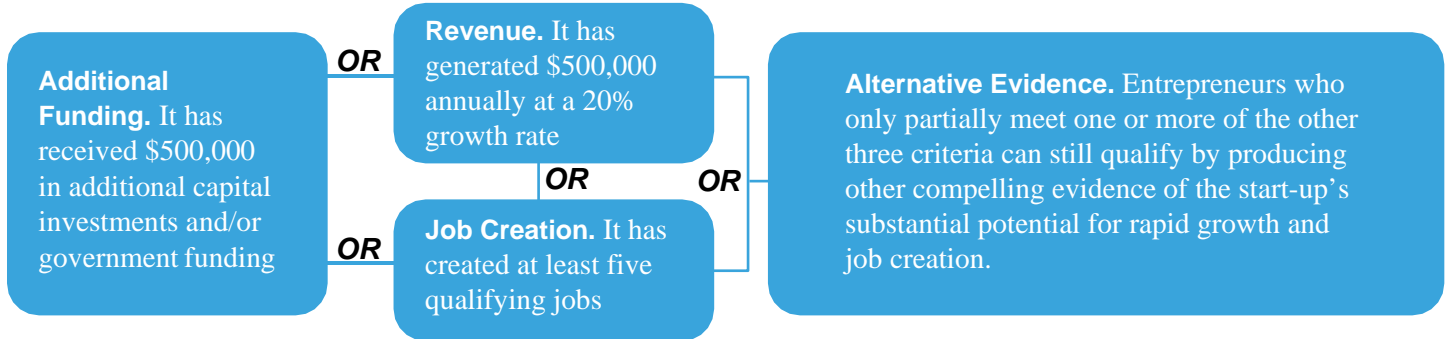 Additional
Funding. It has
received $500,000
in additional capital
investments and/or
government funding
OR
OR
Revenue. It has
generated $500,000
annually at a 20%
growth rate
OR
Job Creation. It has
created at least five
qualifying jobs
OR
Alternative Evidence. Entrepreneurs who
only partially meet one or more of the other
three criteria can still qualify by producing
other compelling evidence of the start-up’s
substantial potential for rapid growth and
job creation.